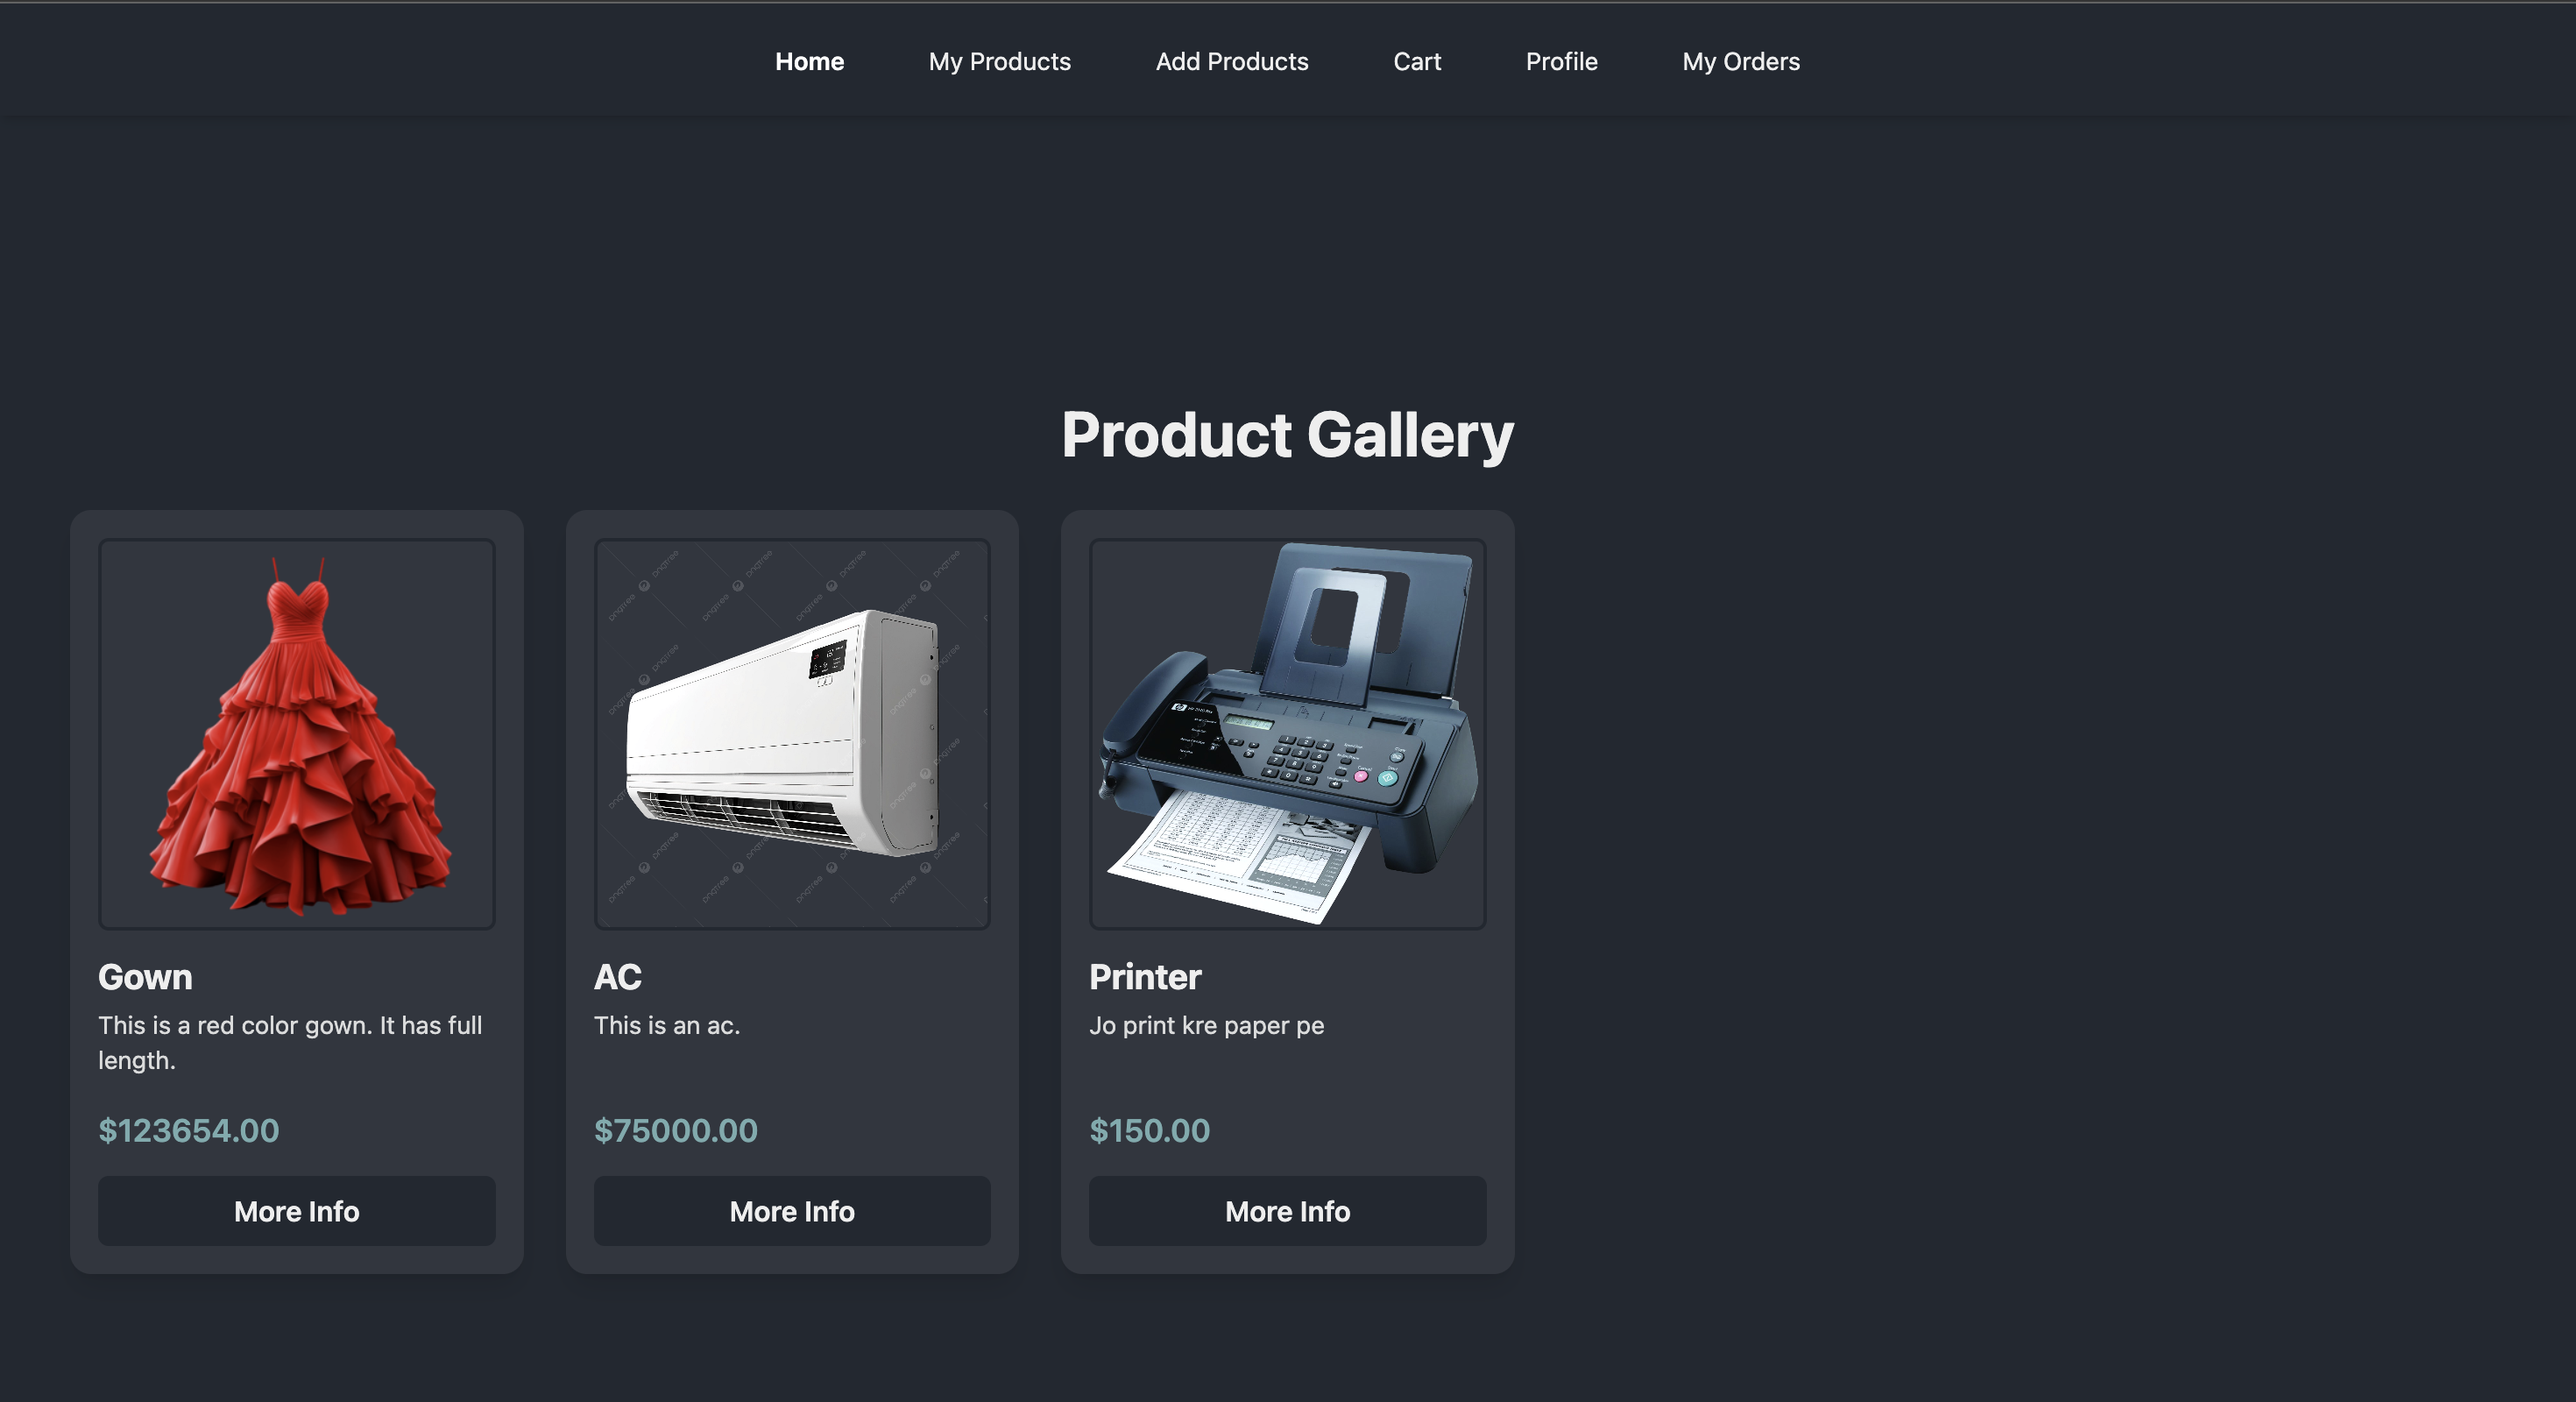 Home My Products Add Products Cart Profile My Orders
Product Gallery
pngtree
Gown
This is a red color gown. It has full
length.
$123654.00
More Info
AC
This is an ac.
$75000.00
More Info
Printer
Jo print kre paper pe
$150.00
More Info